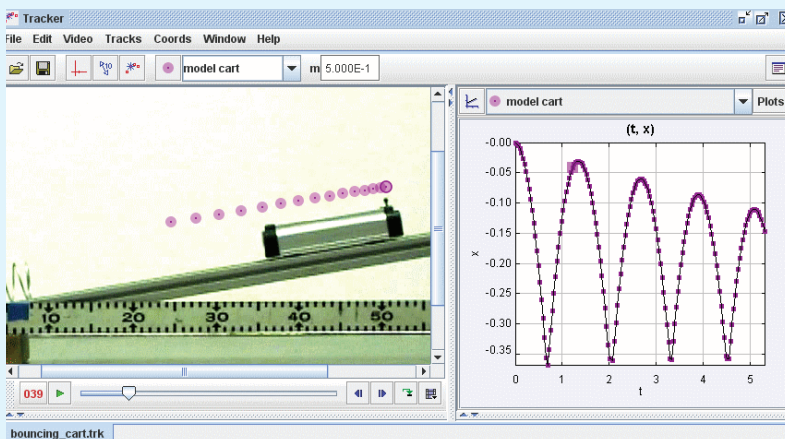 Tracker
File Edit Video Tracks Coords Window Help
model cart m 5.000E-1
model cart Plots
(t, x)
-0.00
-0.05
-0.10
-0.15
-0.20
-0.25
-0.30
-0.35
x
0 1 2 3 4 5
t
10 20 30 40 50
039
bouncing_cart.trk